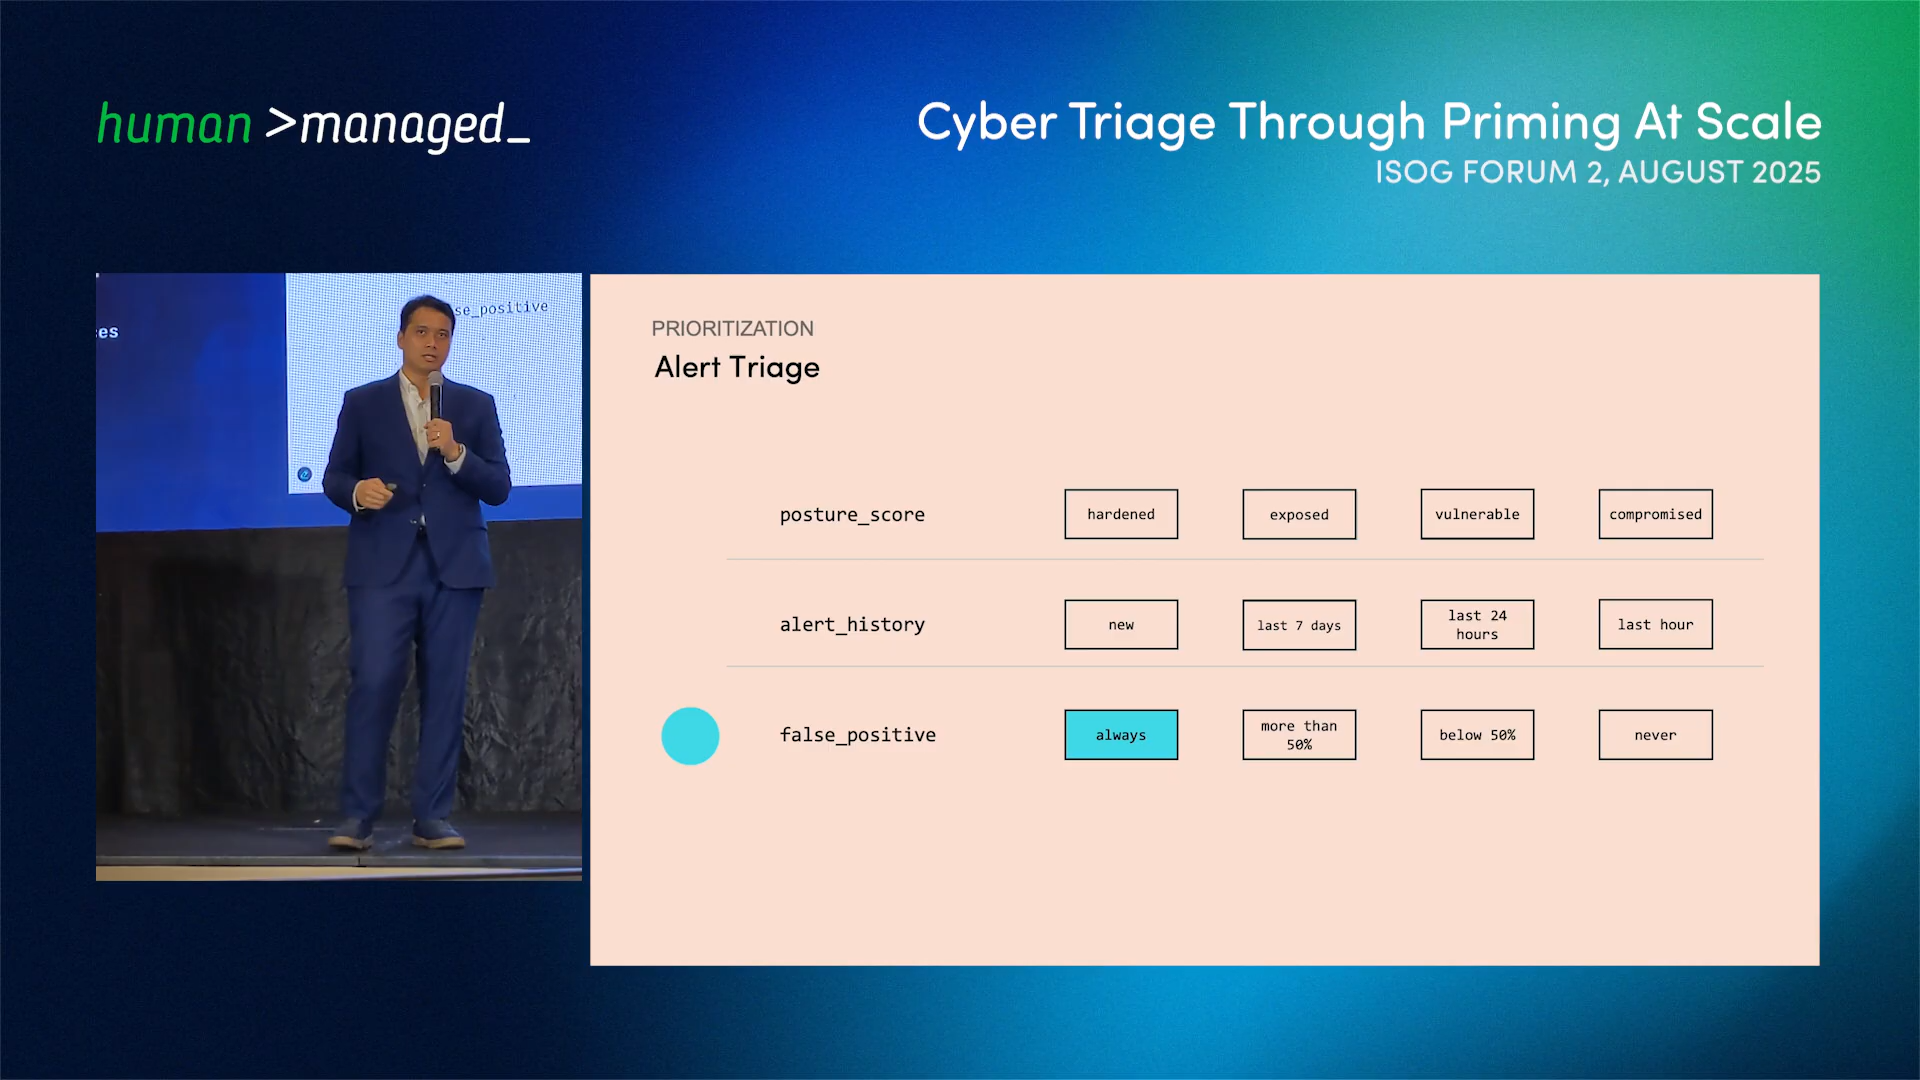 human >managed_
Cyber Triage Through Priming At Scale
ISOG FORUM 2, AUGUST 2025
es
se_positive
PRIORITIZATION
Alert Triage
posture_score
hardened
exposed
vulnerable
compromised
alert_history
new
last 7 days
last 24
hours
last hour
false_positive
always
more than
50%
below 50%
never